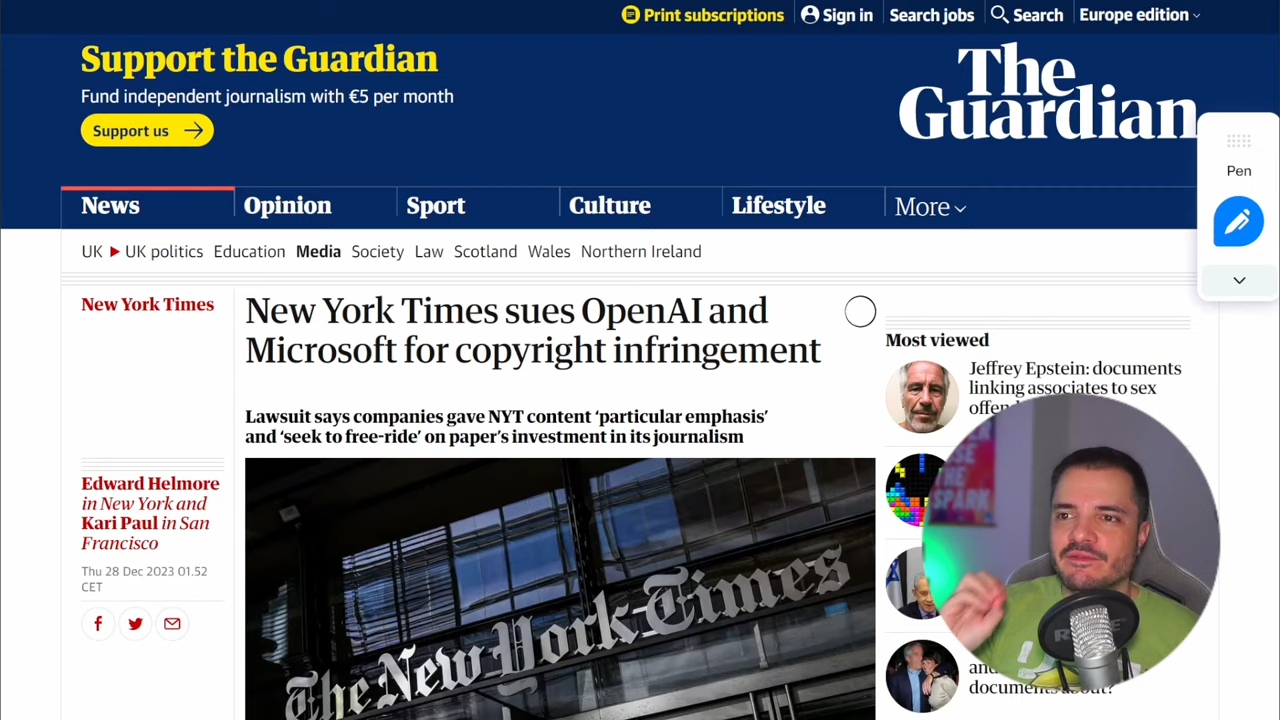 Print subscriptions
Sign in
Search jobs
Search
Europe edition
Support the Guardian
Fund independent journalism with €5 per month
Support us
The
Guardian
Pen
News
Opinion
Sport
Culture
Lifestyle
More
UK
UK politics
Education
Media
Society
Law
Scotland
Wales
Northern Ireland
New York Times
New York Times sues OpenAI and
Microsoft for copyright infringement
Lawsuit says companies gave NYT content ‘particular emphasis’
and ‘seek to free-ride’ on paper’s investment in its journalism
Edward Helmore
in New York and
Kari Paul in San
Francisco
Thu 28 Dec 2023 01.52
CET
The New York Times
Most viewed
Jeffrey Epstein: documents
linking associates to sex
THE
SPARK
documents about?